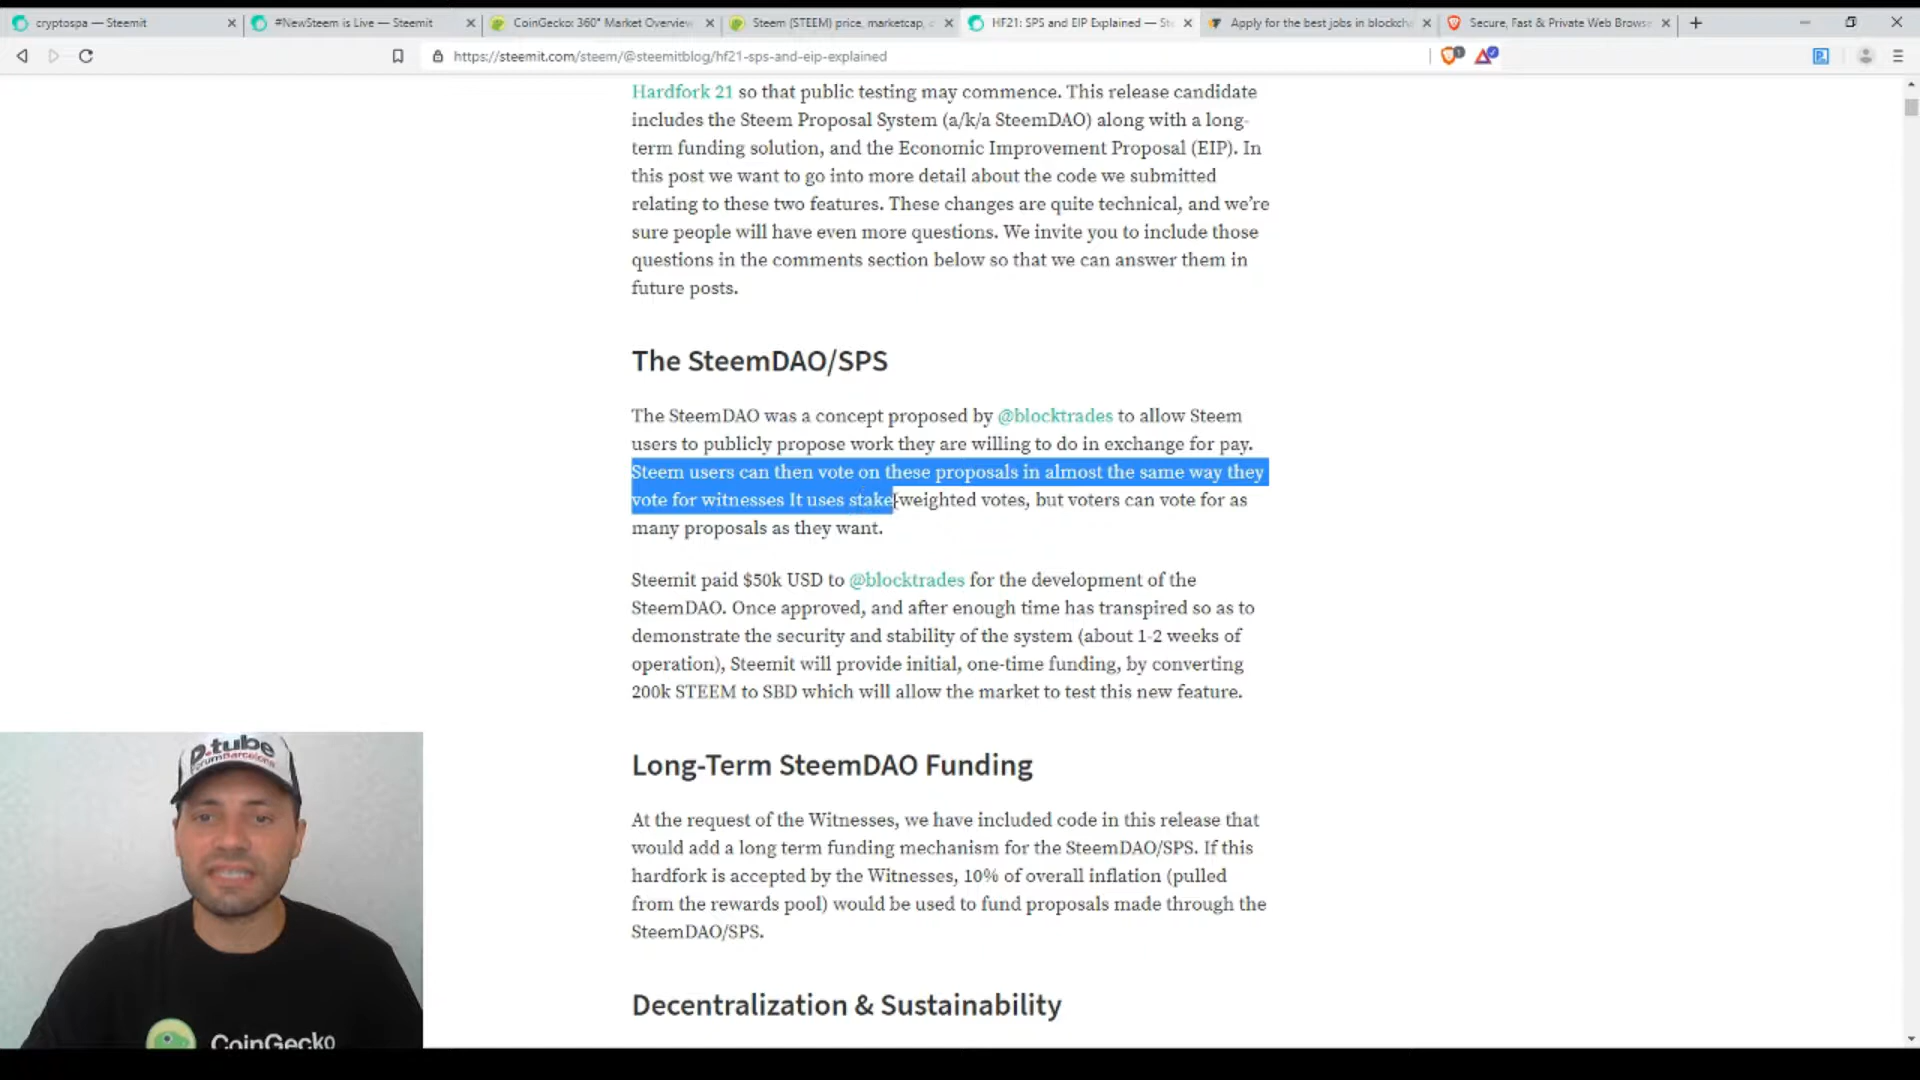 cryptospa — Steemit
#NewSteem is Live — Steemit
CoinGecko: 360° Market Overview
Steem (STEEM) price, marketcap,
HF21: SPS and EIP Explained — Ste
Apply for the best jobs in blockch
Secure, Fast & Private Web Brows
https://steemit.com/steem/@steemitblog/hf21-sps-and-eip-explained
Hardfork 21 so that public testing may commence. This release candidate
includes the Steem Proposal System (a/k/a SteemDAO) along with a long-
term funding solution, and the Economic Improvement Proposal (EIP). In
this post we want to go into more detail about the code we submitted
relating to these two features. These changes are quite technical, and we’re
sure people will have even more questions. We invite you to include those
questions in the comments section below so that we can answer them in
future posts.
The SteemDAO/SPS
The SteemDAO was a concept proposed by @blocktrades to allow Steem
users to publicly propose work they are willing to do in exchange for pay.
Steem users can then vote on these proposals in almost the same way they
vote for witnesses It uses stake-weighted votes, but voters can vote for as
many proposals as they want.
Steemit paid $50k USD to @blocktrades for the development of the
SteemDAO. Once approved, and after enough time has transpired so as to
demonstrate the security and stability of the system (about 1-2 weeks of
operation), Steemit will provide initial, one-time funding, by converting
200k STEEM to SBD which will allow the market to test this new feature.
Long-Term SteemDAO Funding
At the request of the Witnesses, we have included code in this release that
would add a long term funding mechanism for the SteemDAO/SPS. If this
hardfork is accepted by the Witnesses, 10% of overall inflation (pulled
from the rewards pool) would be used to fund proposals made through the
SteemDAO/SPS.
Decentralization & Sustainability
D.tube
ForumBarcelona
CoinGecko